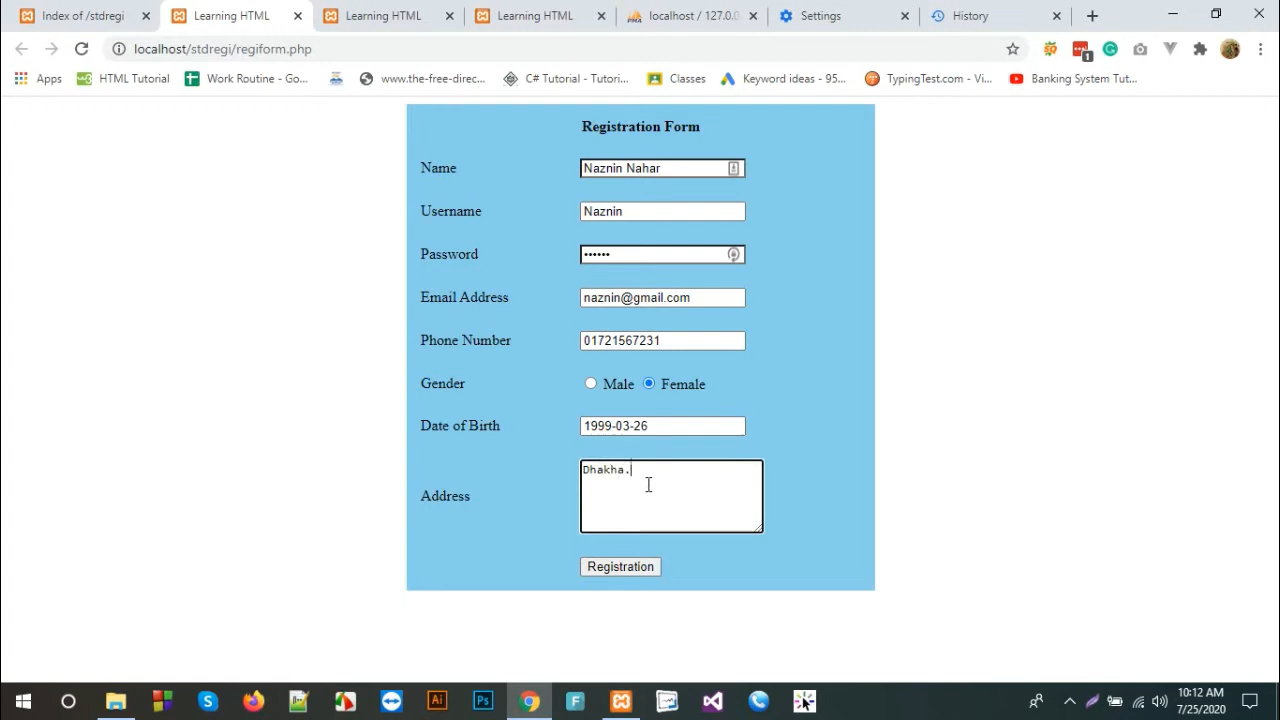 Index of /stdregi
Learning HTML
Learning HTML
Learning HTML
localhost / 127.0.0
Settings
History
localhost/stdregi/regiform.php
1
Apps
HTML Tutorial
Work Routine - Go...
www.the-free-direc...
C# Tutorial - Tutori...
Classes
Keyword ideas - 95...
TypingTest.com - Vi...
Banking System Tut...
Registration Form
Name Naznin Nahar
Username Naznin
Password ••••••
Email Address naznin@gmail.com
Phone Number 01721567231
Gender Male Female
Date of Birth 1999-03-26
Address Dhakha.
Registration
Ai
Ps
10:12 AM
7/25/2020